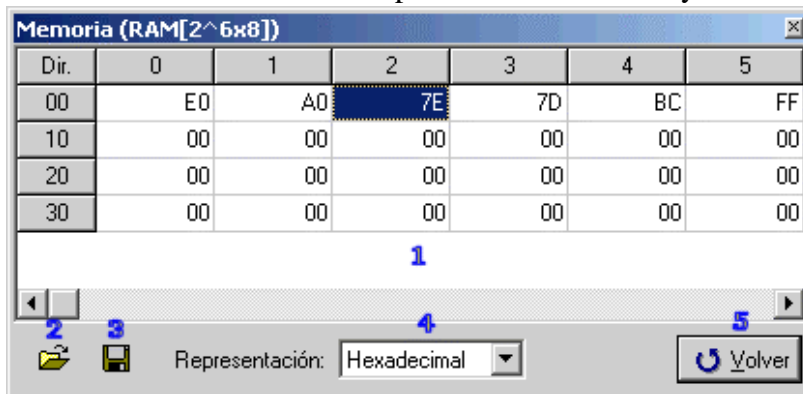 Memoria (RAM[2^6x8])
Dir. 0 1 2 3 4 5
00 E0 A0 7E 7D BC FF
10 00 00 00 00 00 00
20 00 00 00 00 00 00
30 00 00 00 00 00 00
1
2 3 4 5
Representación: Hexadecimal Volver